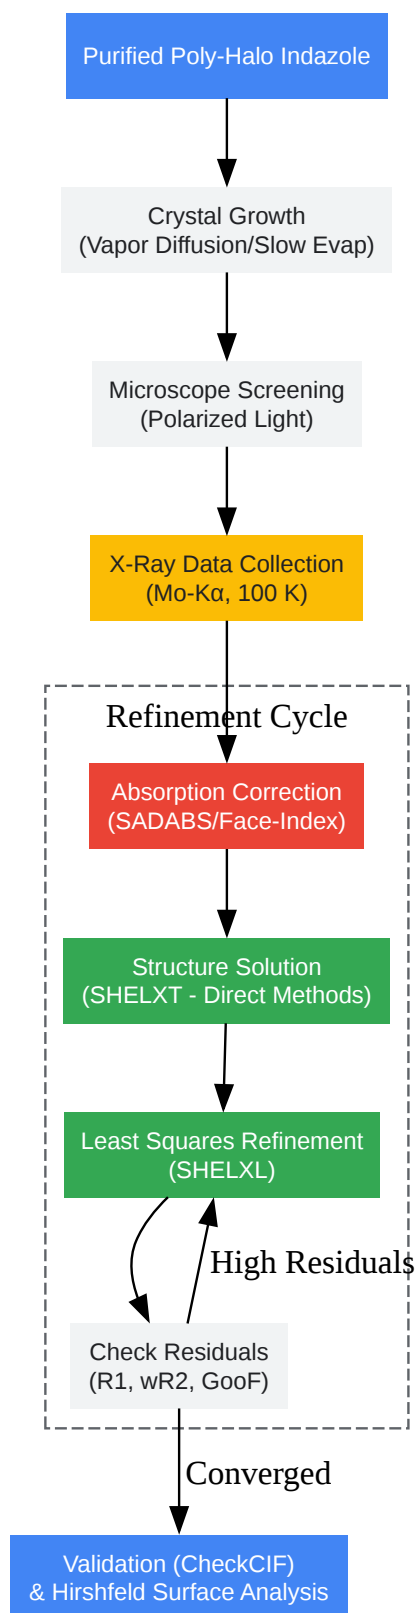 Purified Poly-Halo Indazole
Crystal Growth
(Vapor Diffusion/Slow Evap)
Microscope Screening
(Polarized Light)
X-Ray Data Collection
(Mo-Kα, 100 K)
Refinement Cycle
Absorption Correction
(SADABS/Face-Index)
Structure Solution
(SHELXT - Direct Methods)
Least Squares Refinement
(SHELXL)
High Residuals
Check Residuals
(R1, wR2, GooF)
Converged
Validation (CheckCIF)
& Hirshfeld Surface Analysis